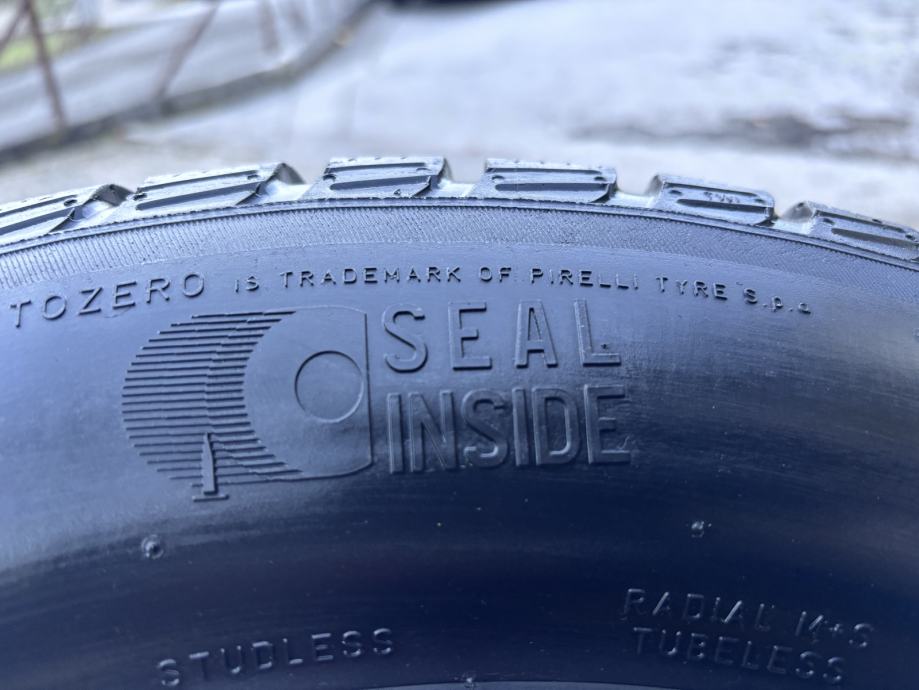 TOZERO IS TRADEMARK OF PIRELLI TYRE S.p.a
SEAL
INSIDE
STUDLESS
RADIAL M+S
TUBELESS